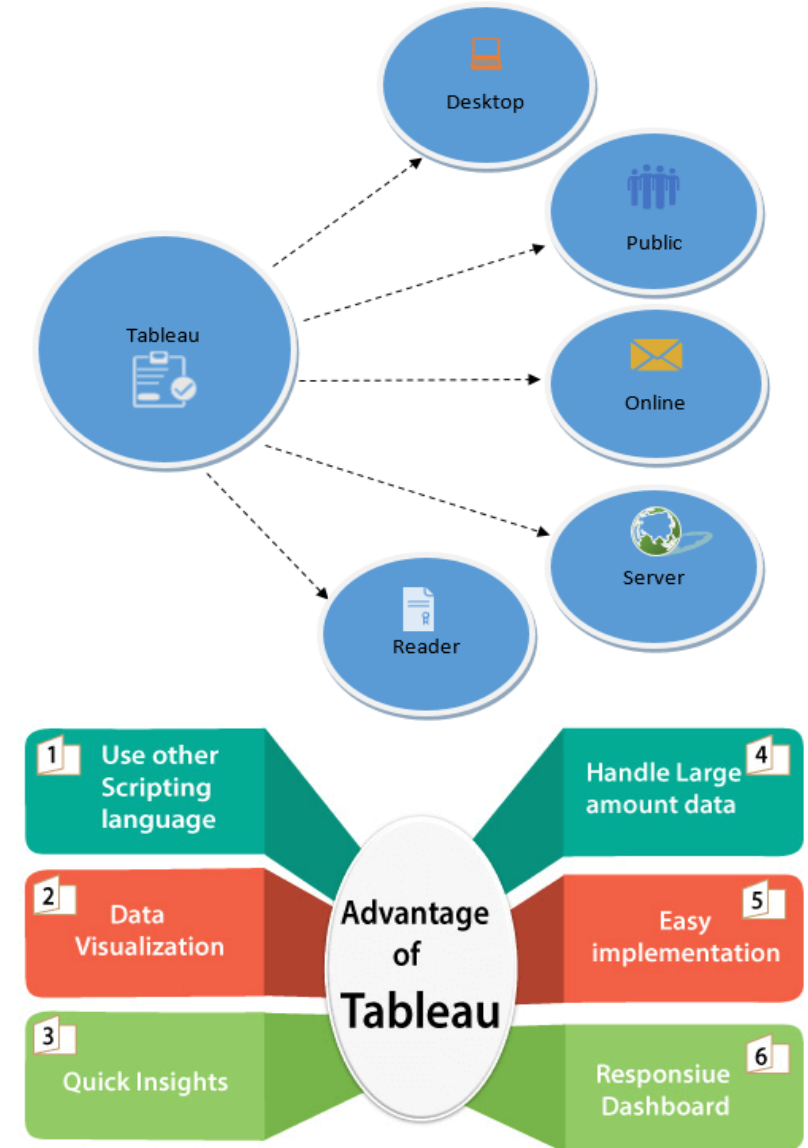 Desktop
Public
Tableau
Online
Server
Reader
1
Use other
Scripting
language
2
Data
Visualization
3
Quick Insights
Advantage
of
Tableau
4
Handle Large
amount data
5
Easy
implementation
6
Responsiue
Dashboard